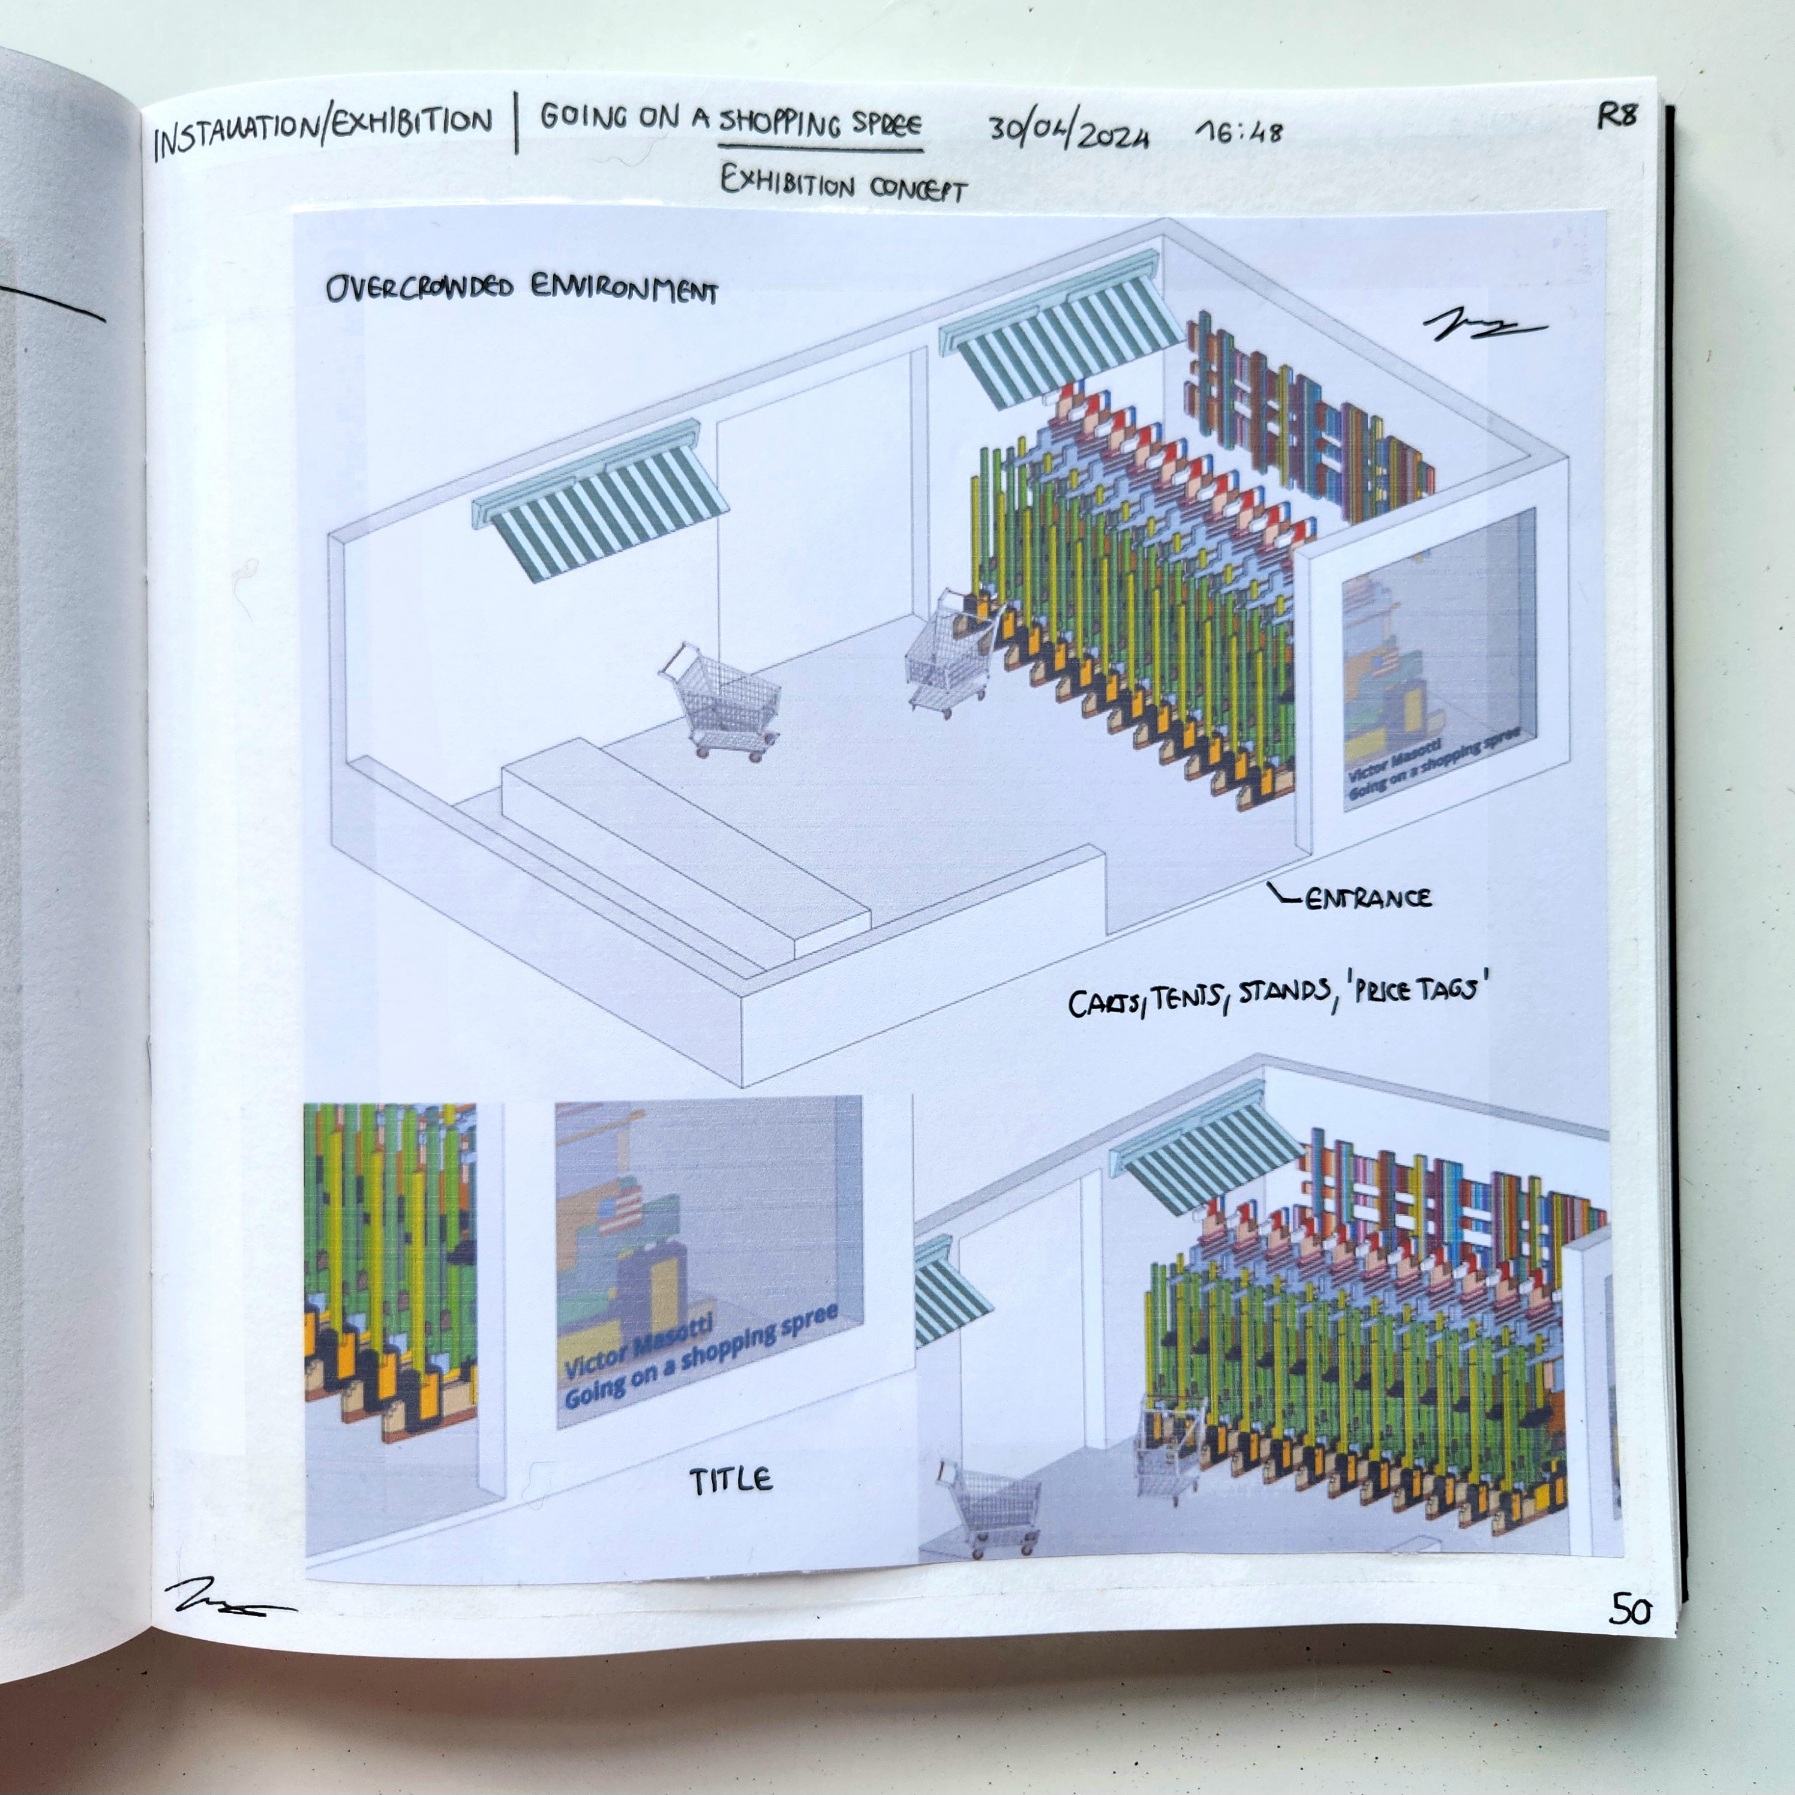 INSTALLATION/EXHIBITION | GOING ON A SHOPPING SPREE 30/04/2024 16:48 R8
EXHIBITION CONCEPT
OVERCROWDED ENVIRONMENT
Victor Masotti
Going on a shopping spree
ENTRANCE
CARTS, TENTS, STANDS, 'PRICE TAGS'
Victor Masotti
Going on a shopping spree
TITLE
50